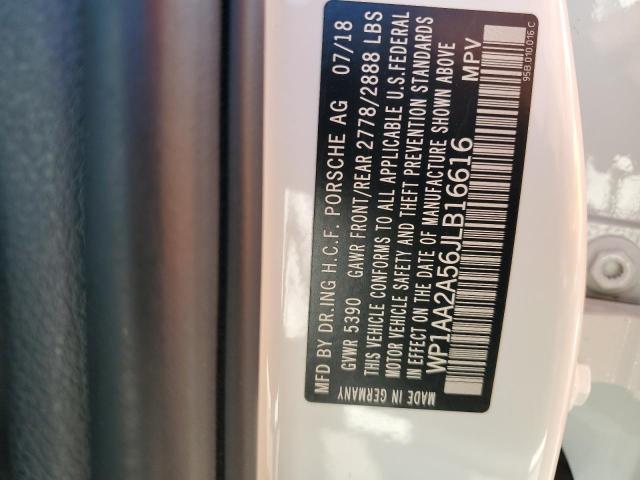 MFD BY DR.ING H.C.F. PORSCHE AG 07/18
GVWR 5390 GAWR FRONT/REAR 2778/2888 LBS
THIS VEHICLE CONFORMS TO ALL APPLICABLE U.S.FEDERAL
MOTOR VEHICLE SAFETY AND THEFT PREVENTION STANDARDS
IN EFFECT ON THE DATE OF MANUFACTURE SHOWN ABOVE
WP1AA2A56JLB16616 MPV
MADE IN GERMANY
95B.010.016.C